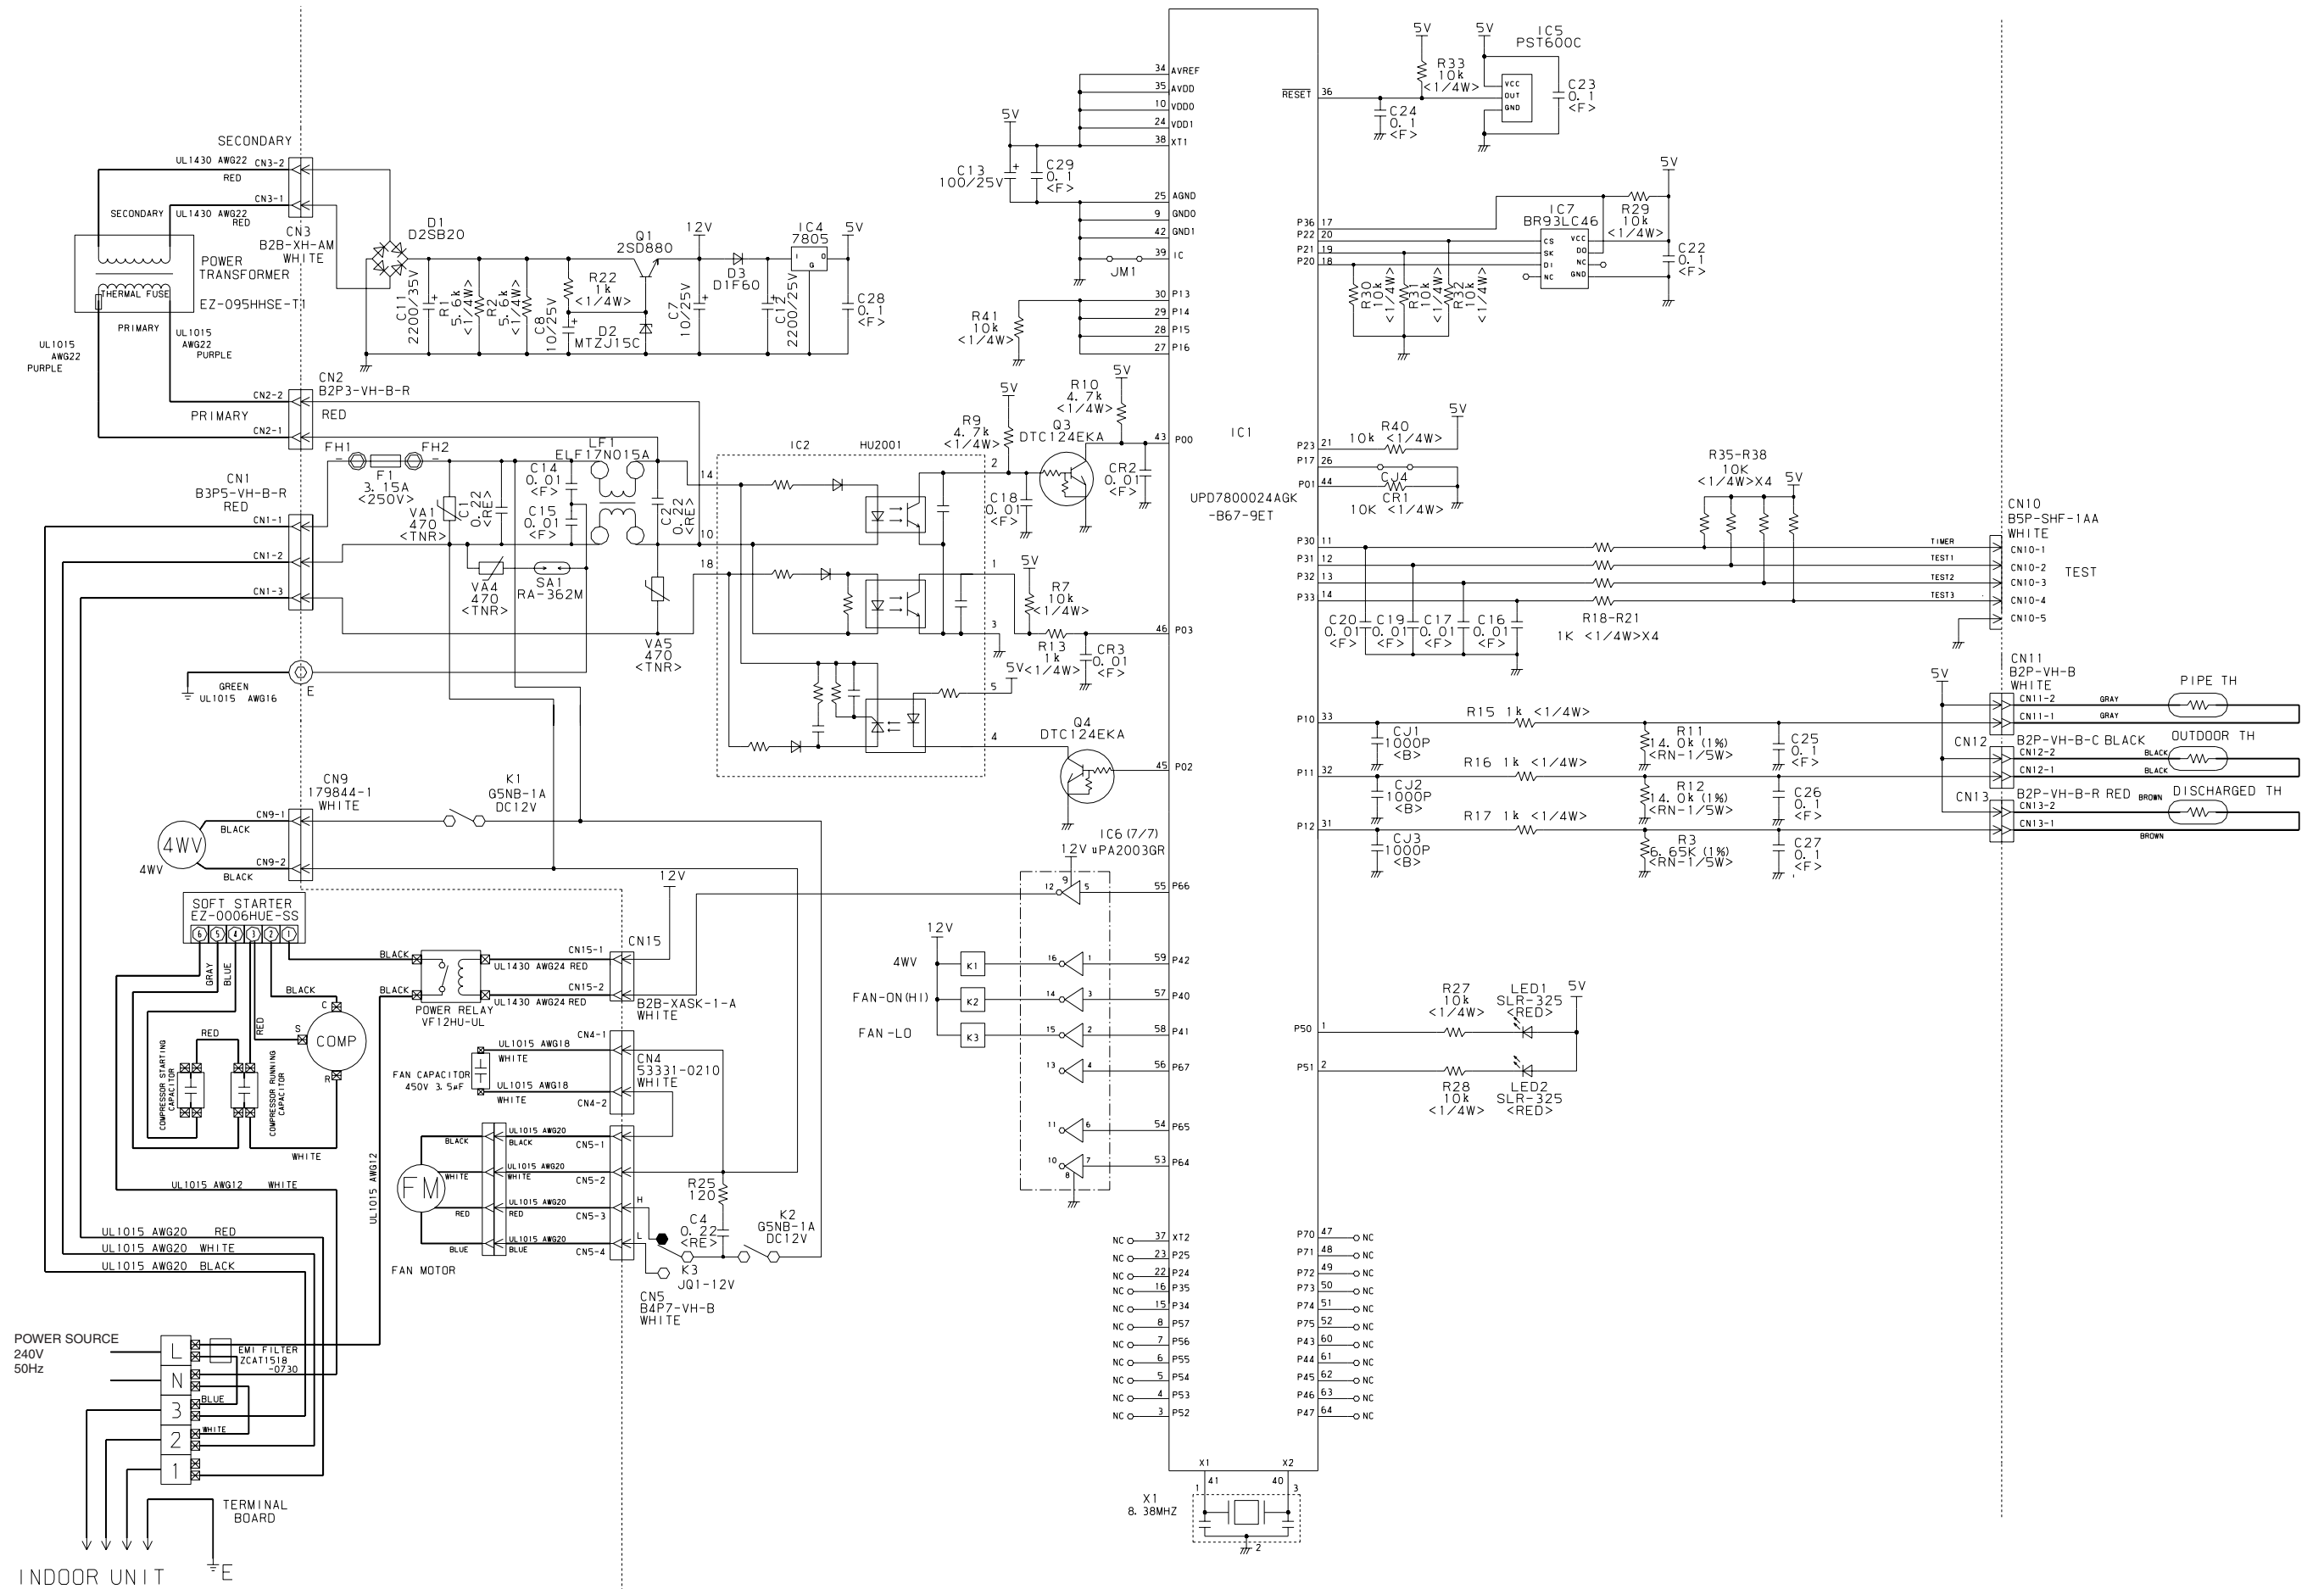 SECONDARY
UL1430 AWG22 CN3-2
RED
CN3-1
SECONDARY UL1430 AWG22
RED
CN3
B2B-XH-AM
WHITE
POWER
TRANSFORMER
THERMAL FUSE
EZ-095HHSE-T1
PRIMARY
UL1015
AWG22
PURPLE
UL1015
AWG22
PURPLE
D1
D2SB20
C11
2200/35V
R1
5.6k
<1/4W>
R2
5.6k
<1/4W>
C8
10/25V
R22
1k
<1/4W>
D2
MTZJ15C
Q1
2SD880
12V
C7
10/25V
D3
D1F60
C12
2200/25V
IC4
7805
I O
G
5V
C28
0.1
<F>
CN2
B2P3-VH-B-R
CN2-2
PRIMARY
RED
CN2-1
CN1
B3P5-VH-B-R
RED
CN1-1
CN1-2
CN1-3
FH1
FH2
F1
3.15A
<250V>
VA1
470
<TNR>
C1
0.22
<RE>
C14
0.01
<F>
C15
0.01
<F>
LF1
ELF17N015A
C2
0.22
<RE>
VA4
470
<TNR>
SA1
RA-362M
VA5
470
<TNR>
GREEN
UL1015 AWG16
E
IC2
HU2001
14
10
18
2
1
3
5
4
5V
R9
4.7k
<1/4W>
C18
0.01
<F>
5V
R10
4.7k
<1/4W>
Q3
DTC124EKA
CR2
0.01
<F>
5V
R7
10k
<1/4W>
R13
1k
<1/4W>
CR3
0.01
<F>
5V
Q4
DTC124EKA
5V
C13
100/25V
C29
0.1
<F>
JM1
R41
10k
<1/4W>
34 AVREF
35 AVDD
10 VDD0
24 VDD1
38 XT1
25 AGND
9 GND0
42 GND1
39 IC
30 P13
29 P14
28 P15
27 P16
43 P00
46 P03
45 P02
55 P66
59 P42
57 P40
58 P41
56 P67
54 P65
53 P64
NC 37 XT2
NC 23 P25
NC 22 P24
NC 16 P35
NC 15 P34
NC 8 P57
NC 7 P56
NC 6 P55
NC 5 P54
NC 4 P53
NC 3 P52
IC1
UPD7800024AGK
-B67-9ET
RESET 36
P36 17
P22 20
P21 19
P20 18
P23 21
P17 26
P01 44
P30 11
P31 12
P32 13
P33 14
P10 33
P11 32
P12 31
P50 1
P51 2
P70 47 NC
P71 48 NC
P72 49 NC
P73 50 NC
P74 51 NC
P75 52 NC
P43 60 NC
P44 61 NC
P45 62 NC
P46 63 NC
P47 64 NC
X1 X2
41 40
1 3
X1
8.38MHZ
2
5V
R33
10k
<1/4W>
C24
0.1
<F>
5V
IC5
PST600C
VCC
OUT
GND
C23
0.1
<F>
5V
R29
10k
<1/4W>
IC7
BR93LC46
CS VCC
SK DO
DI NC
NC GND
C22
0.1
<F>
R30
10k
<1/4W>
R31
10k
<1/4W>
R32
10k
<1/4W>
5V
R40
10k <1/4W>
CJ4
CR1
10K <1/4W>
R35-R38
10K
<1/4W>X4
5V
TIMER
TEST1
TEST2
TEST3
R18-R21
1K <1/4W>X4
C20
0.01
<F>
C19
0.01
<F>
C17
0.01
<F>
C16
0.01
<F>
CN10
B5P-SHF-1AA
WHITE
CN10-1
CN10-2
CN10-3
CN10-4
CN10-5
TEST
5V
CN11
B2P-VH-B
WHITE
CN11-2 GRAY
CN11-1 GRAY
PIPE TH
CN12 B2P-VH-B-C BLACK
CN12-2 BLACK
CN12-1 BLACK
OUTDOOR TH
CN13 B2P-VH-B-R RED
CN13-2 BROWN
CN13-1 BROWN
DISCHARGED TH
R15 1k <1/4W>
R16 1k <1/4W>
R17 1k <1/4W>
CJ1
1000P
<B>
CJ2
1000P
<B>
CJ3
1000P
<B>
R11
14.0k (1%)
<RN-1/5W>
R12
14.0k (1%)
<RN-1/5W>
R3
6.65K (1%)
<RN-1/5W>
C25
0.1
<F>
C26
0.1
<F>
C27
0.1
<F>
R27
10k
<1/4W>
LED1
SLR-325
<RED>
5V
R28
10k
<1/4W>
LED2
SLR-325
<RED>
IC6 (7/7)
12V uPA2003GR
12 9 5
16 1
14 3
15 2
13 4
11 6
10 7
8
12V
4WV K1
FAN-ON(HI) K2
FAN-LO K3
CN9
179844-1
WHITE
4WV
4WV
CN9-1
BLACK
CN9-2
BLACK
K1
G5NB-1A
DC12V
12V
SOFT STARTER
EZ-0006HUE-SS
6 5 4 3 2 1
GRAY
BLUE
RED
BLACK
C
S
R
COMP
RED
COMPRESSOR STARTING
CAPACITOR
COMPRESSOR RUNNING
CAPACITOR
WHITE
BLACK
BLACK
POWER RELAY
VF12HU-UL
CN15-1
UL1430 AWG24 RED
CN15-2
UL1430 AWG24 RED
CN15
B2B-XASK-1-A
WHITE
CN4-1
UL1015 AWG18
WHITE
FAN CAPACITOR
450V 3.5µF
UL1015 AWG18
WHITE
CN4-2
CN4
53331-0210
WHITE
FM
FAN MOTOR
BLACK
WHITE
RED
BLUE
UL1015 AWG20
BLACK
CN5-1
UL1015 AWG20
WHITE
CN5-2
UL1015 AWG20
RED
CN5-3
UL1015 AWG20
BLUE
CN5-4
H
L
R25
120
C4
0.22
<RE>
K2
G5NB-1A
DC12V
K3
JQ1-12V
CN5
B4P7-VH-B
WHITE
UL1015 AWG12
UL1015 AWG12 WHITE
UL1015 AWG20 RED
UL1015 AWG20 WHITE
UL1015 AWG20 BLACK
POWER SOURCE
240V
50Hz
L
N
3
2
1
EMI FILTER
ZCAT1518
-0730
BLUE
WHITE
TERMINAL
BOARD
INDOOR UNIT
E